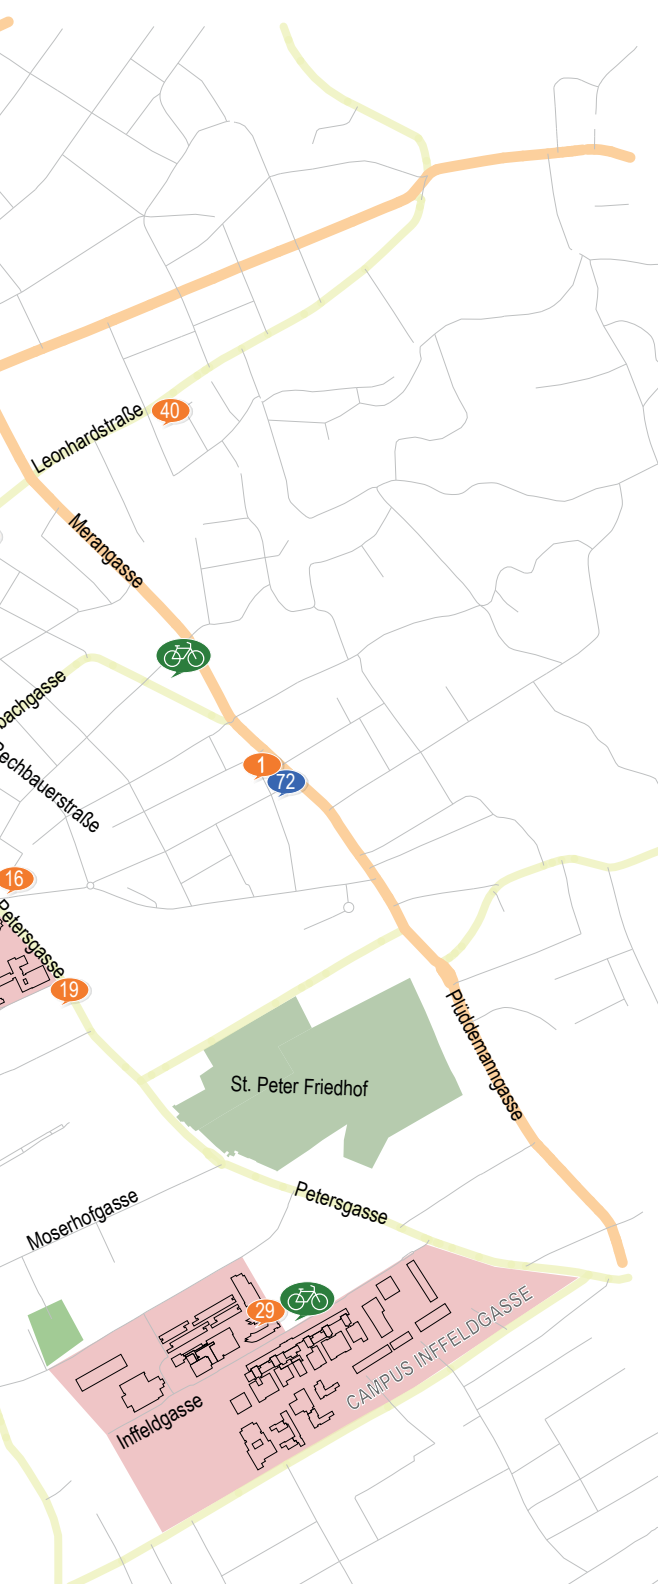 40
Leonhardstraße
Merangasse
bachgasse
1
72
Rechbauerstraße
16
Petersgasse
19
Plüddemanngasse
St. Peter Friedhof
Petersgasse
Moserhofgasse
29
CAMPUS INFFELDGASSE
Inffeldgasse